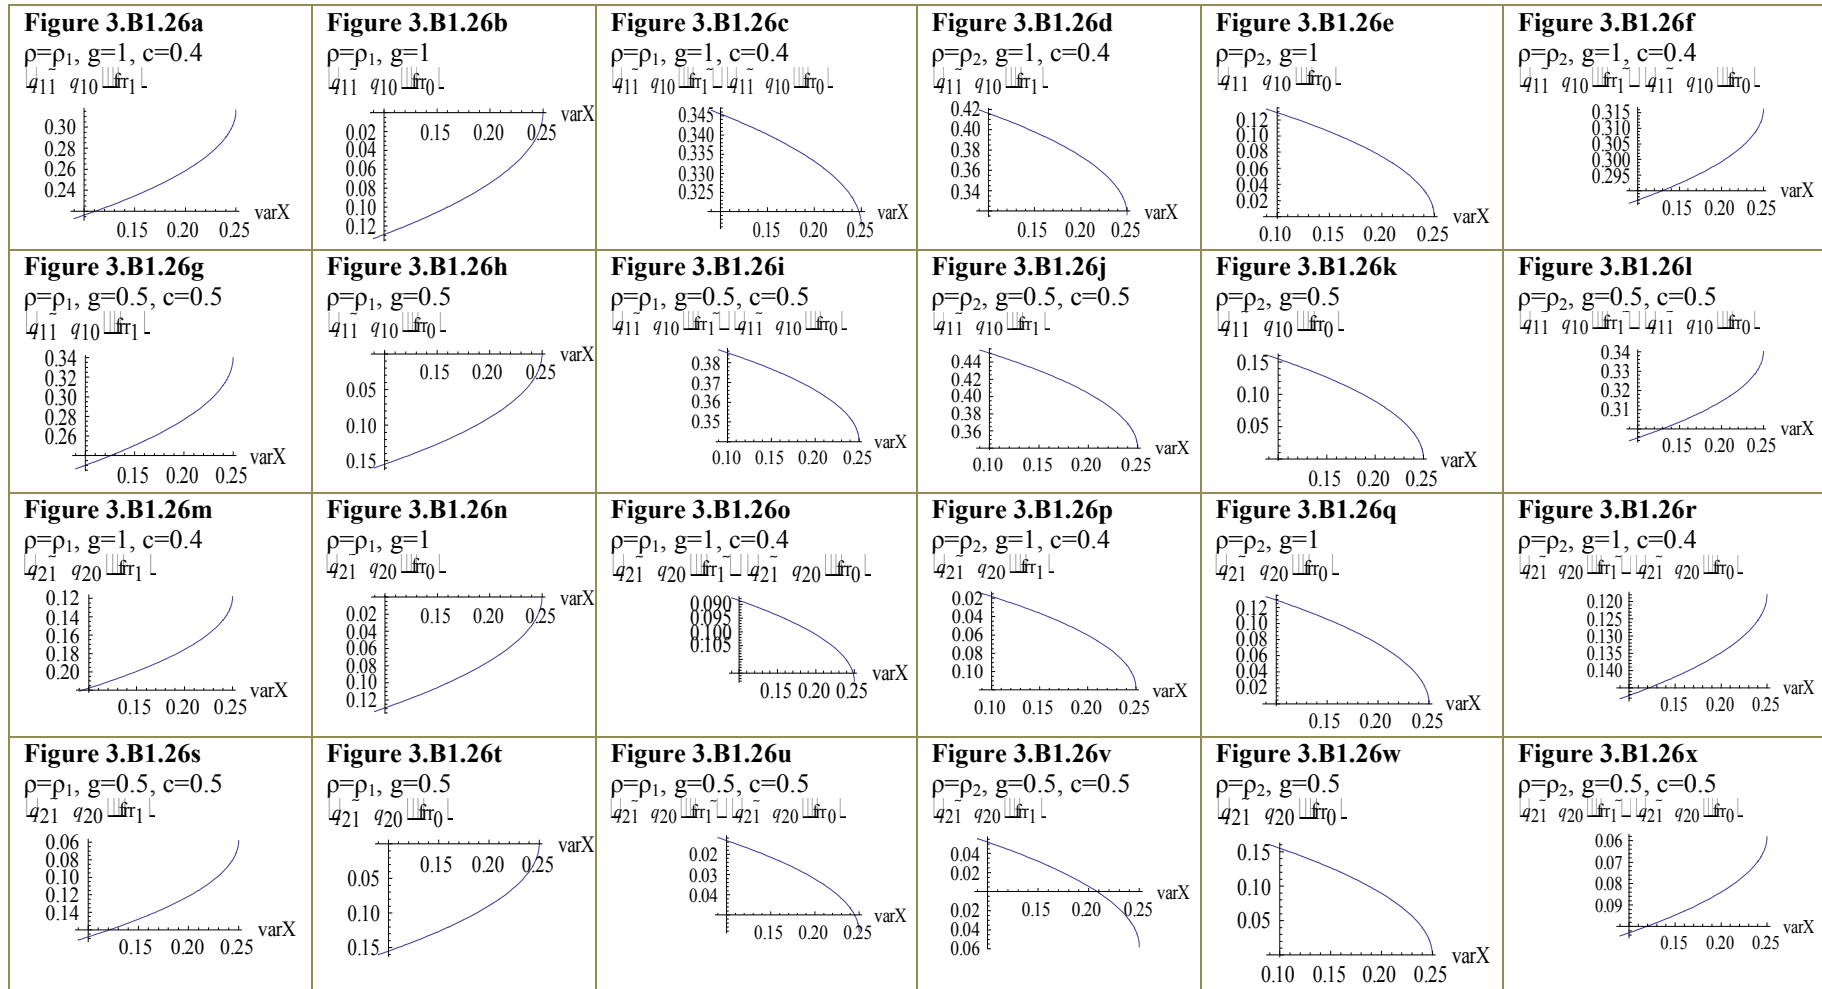 Figure 3.B1.26a
ρ=ρ₁, g=1, c=0.4
0.30
0.28
0.26
0.24
varX
0.15 0.20 0.25
Figure 3.B1.26b
ρ=ρ₁, g=1
varX
0.15 0.20 0.25
0.02
0.04
0.06
0.08
0.10
0.12
Figure 3.B1.26c
ρ=ρ₁, g=1, c=0.4
0.345
0.340
0.335
0.330
0.325
varX
0.15 0.20 0.25
Figure 3.B1.26d
ρ=ρ₂, g=1, c=0.4
0.42
0.40
0.38
0.36
0.34
varX
0.15 0.20 0.25
Figure 3.B1.26e
ρ=ρ₂, g=1
0.12
0.10
0.08
0.06
0.04
0.02
varX
0.10 0.15 0.20 0.25
Figure 3.B1.26f
ρ=ρ₂, g=1, c=0.4
0.315
0.310
0.305
0.300
0.295
varX
0.15 0.20 0.25
Figure 3.B1.26g
ρ=ρ₁, g=0.5, c=0.5
0.34
0.32
0.30
0.28
0.26
varX
0.15 0.20 0.25
Figure 3.B1.26h
ρ=ρ₁, g=0.5
varX
0.15 0.20 0.25
0.05
0.10
0.15
Figure 3.B1.26i
ρ=ρ₁, g=0.5, c=0.5
0.38
0.37
0.36
0.35
varX
0.10 0.15 0.20 0.25
Figure 3.B1.26j
ρ=ρ₂, g=0.5, c=0.5
0.44
0.42
0.40
0.38
0.36
varX
0.10 0.15 0.20 0.25
Figure 3.B1.26k
ρ=ρ₂, g=0.5
0.15
0.10
0.05
varX
0.15 0.20 0.25
Figure 3.B1.26l
ρ=ρ₂, g=0.5, c=0.5
0.34
0.33
0.32
0.31
varX
0.15 0.20 0.25
Figure 3.B1.26m
ρ=ρ₁, g=1, c=0.4
0.12
0.14
0.16
0.18
0.20
varX
0.15 0.20 0.25
Figure 3.B1.26n
ρ=ρ₁, g=1
varX
0.15 0.20 0.25
0.02
0.04
0.06
0.08
0.10
0.12
Figure 3.B1.26o
ρ=ρ₁, g=1, c=0.4
0.090
0.095
0.100
0.105
varX
0.15 0.20 0.25
Figure 3.B1.26p
ρ=ρ₂, g=1, c=0.4
0.02
0.04
0.06
0.08
0.10
varX
0.10 0.15 0.20 0.25
Figure 3.B1.26q
ρ=ρ₂, g=1
0.12
0.10
0.08
0.06
0.04
0.02
varX
0.15 0.20 0.25
Figure 3.B1.26r
ρ=ρ₂, g=1, c=0.4
0.120
0.125
0.130
0.135
0.140
varX
0.15 0.20 0.25
Figure 3.B1.26s
ρ=ρ₁, g=0.5, c=0.5
0.06
0.08
0.10
0.12
0.14
varX
0.15 0.20 0.25
Figure 3.B1.26t
ρ=ρ₁, g=0.5
varX
0.15 0.20 0.25
0.05
0.10
0.15
Figure 3.B1.26u
ρ=ρ₁, g=0.5, c=0.5
0.02
0.03
0.04
varX
0.15 0.20 0.25
Figure 3.B1.26v
ρ=ρ₂, g=0.5, c=0.5
0.04
0.02
varX
0.15 0.20 0.25
0.02
0.04
0.06
Figure 3.B1.26w
ρ=ρ₂, g=0.5
0.15
0.10
0.05
varX
0.10 0.15 0.20 0.25
Figure 3.B1.26x
ρ=ρ₂, g=0.5, c=0.5
0.06
0.07
0.08
0.09
varX
0.15 0.20 0.25